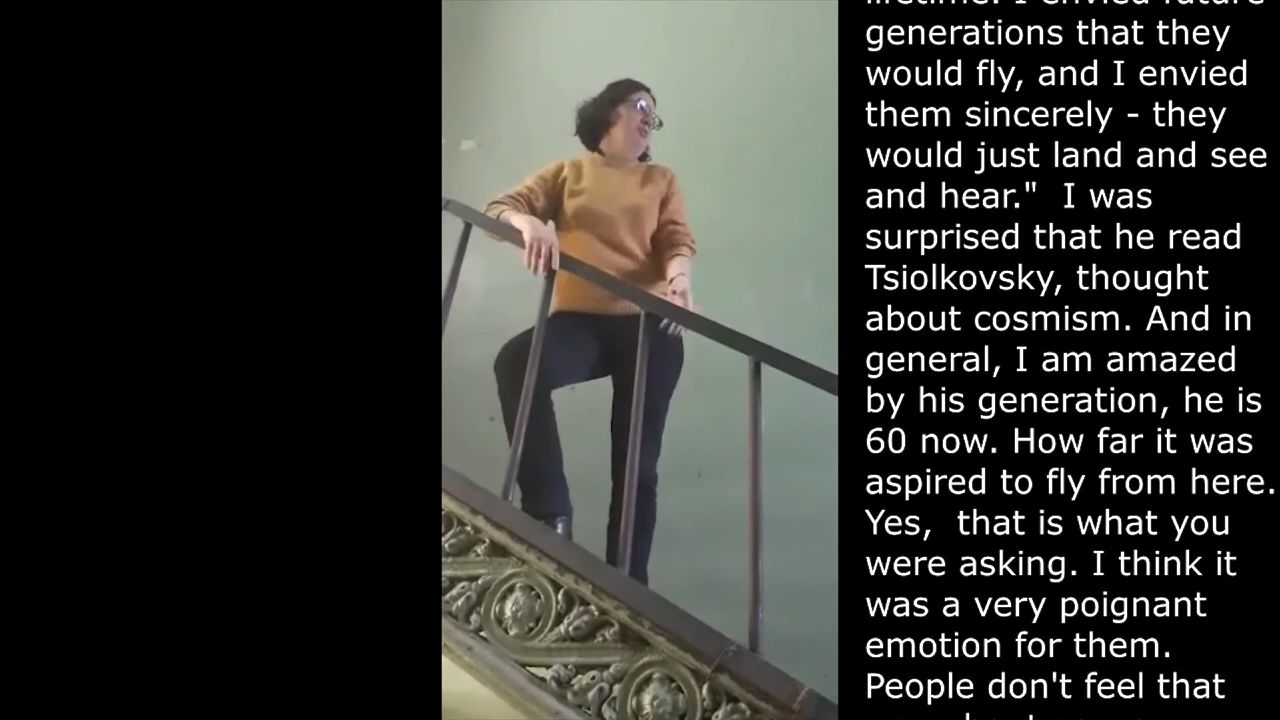 lifetime. I envied future
generations that they
would fly, and I envied
them sincerely - they
would just land and see
and hear."  I was
surprised that he read
Tsiolkovsky, thought
about cosmism. And in
general, I am amazed
by his generation, he is
60 now. How far it was
aspired to fly from here.
Yes,  that is what you
were asking. I think it
was a very poignant
emotion for them.
People don't feel that